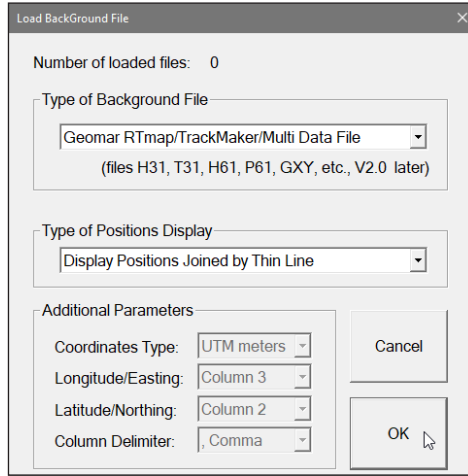 Load BackGround File
Number of loaded files: 0
Type of Background File
Geomar RTmap/TrackMaker/Multi Data File
(files H31, T31, H61, P61, GXY, etc., V2.0 later)
Type of Positions Display
Display Positions Joined by Thin Line
Additional Parameters
Coordinates Type: UTM meters
Longitude/Easting: Column 3
Latitude/Northing: Column 2
Column Delimiter: , Comma
Cancel
OK